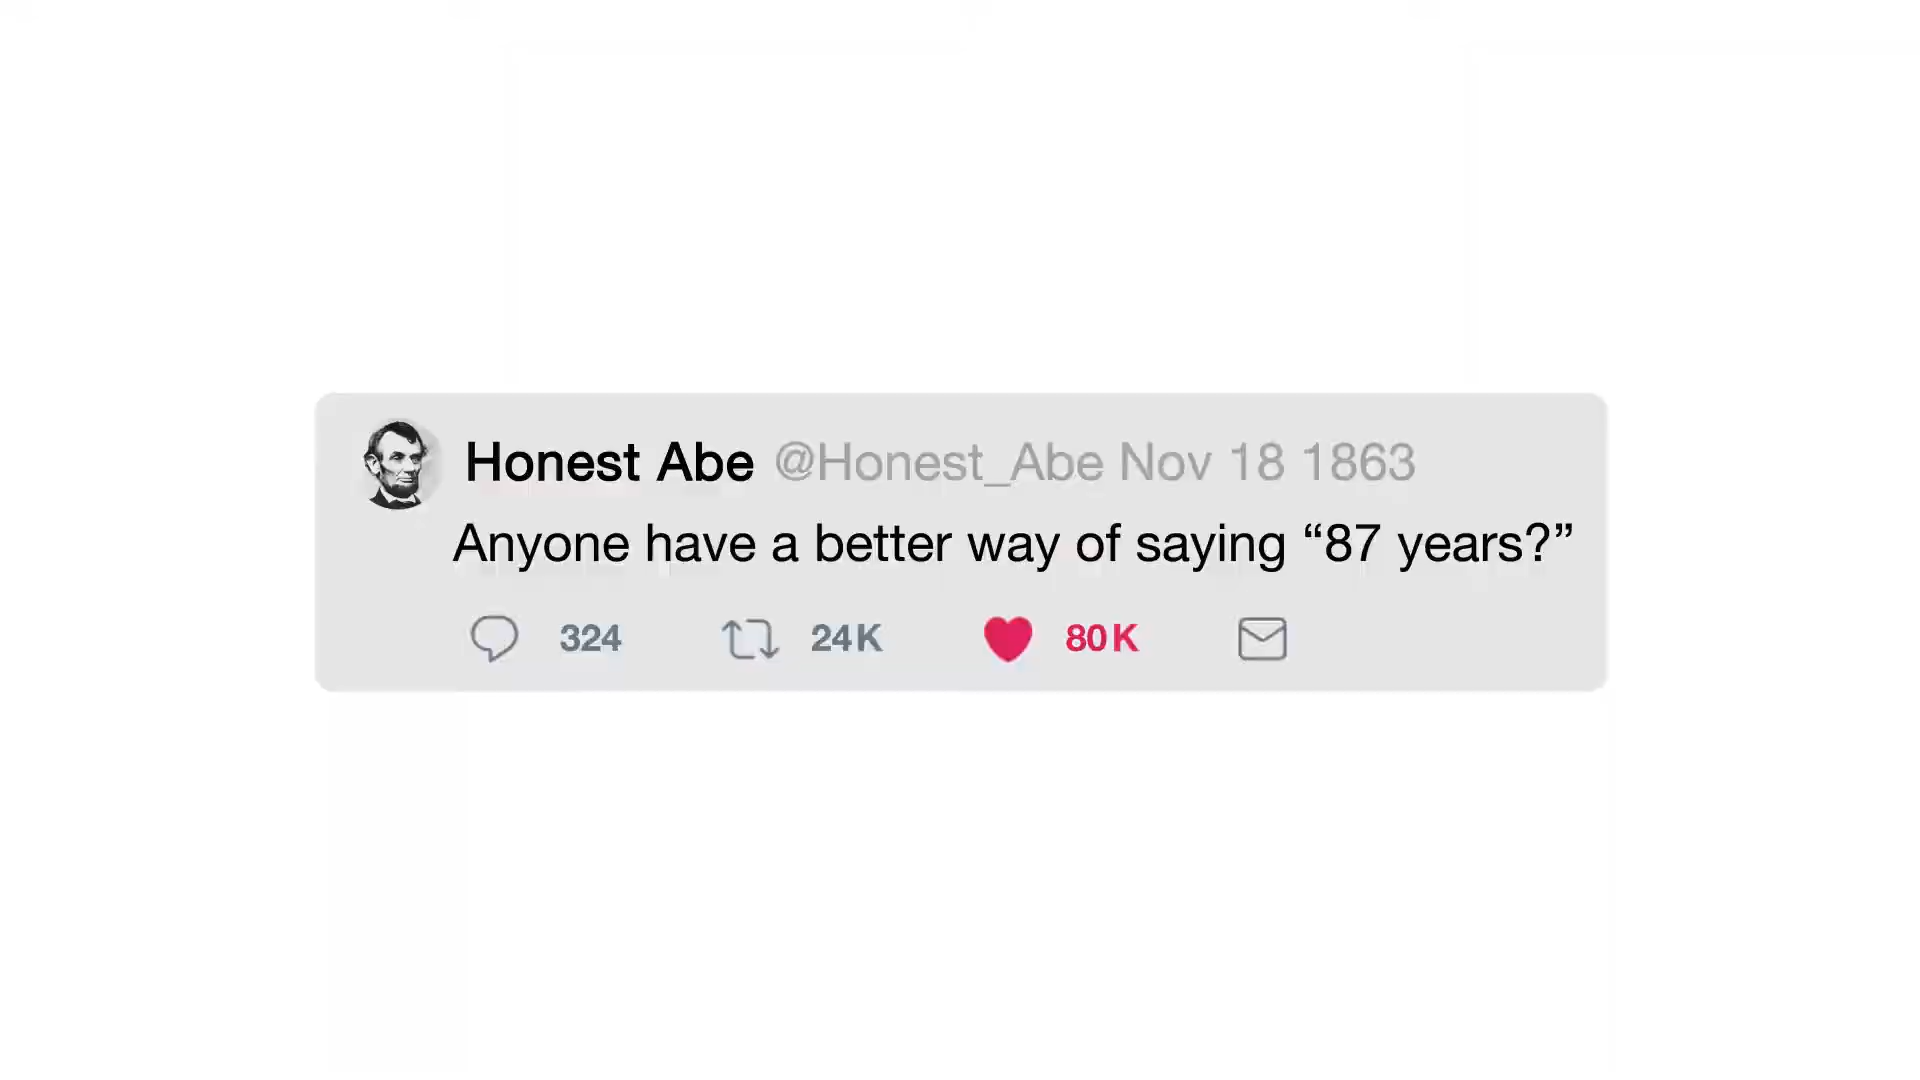 Honest Abe @Honest_Abe Nov 18 1863
Anyone have a better way of saying “87 years?”
324 24K 80K